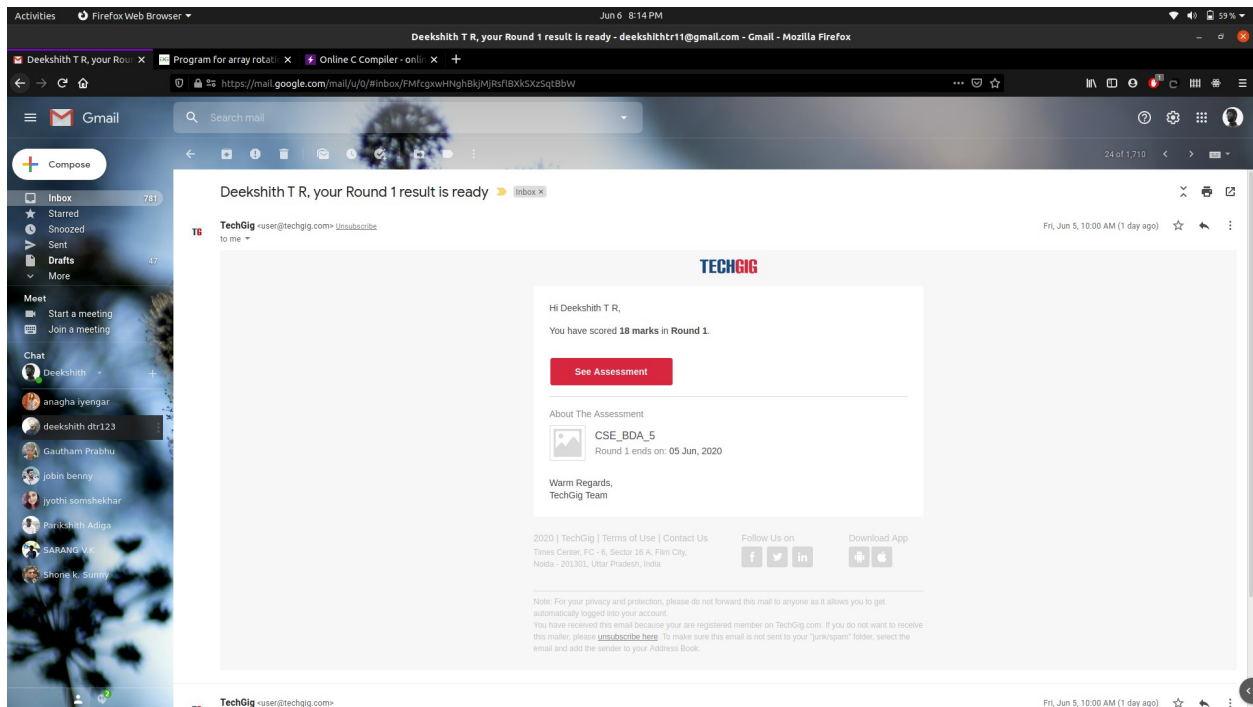 Activities Firefox Web Browser Jun 6 8:14 PM 59 %
Deekshith T R, your Round 1 result is ready - deekshithtr11@gmail.com - Gmail - Mozilla Firefox
Deekshith T R, your Rour Program for array rotati Online C Compiler - onlin
https://mail.google.com/mail/u/0/#inbox/FMfcgxwHNghBkjMjRsflBXkSXzSqtBbW
Gmail Search mail
Compose 24 of 1,710
Deekshith T R, your Round 1 result is ready Inbox ×
Inbox 781
Starred
Snoozed
Sent
Drafts 47
More
TechGig <user@techgig.com> Unsubscribe Fri, Jun 5, 10:00 AM (1 day ago)
to me
Meet
Start a meeting
Join a meeting
Chat
Deekshith
anagha iyengar
deekshith dtr123
Gautham Prabhu
jobin benny
jyothi somshekhar
Parikshith Adiga
SARANG V.K
Shone k. Sunny
2
TG
TECHGIG
Hi Deekshith T R,
You have scored 18 marks in Round 1.
See Assessment
About The Assessment
CSE_BDA_5
Round 1 ends on: 05 Jun, 2020
Warm Regards,
TechGig Team
2020 | TechGig | Terms of Use | Contact Us Follow Us on Download App
Times Center, FC - 6, Sector 16 A, Film City,
Noida - 201301, Uttar Pradesh, India
Note: For your privacy and protection, please do not forward this mail to anyone as it allows you to get
automatically logged into your account.
You have received this email because your are registered member on TechGig.com. If you do not want to receive
this mailer, please unsubscribe here. To make sure this email is not sent to your "junk/spam" folder, select the
email and add the sender to your Address Book.
TechGig <user@techgig.com> Fri, Jun 5, 10:00 AM (1 day ago)